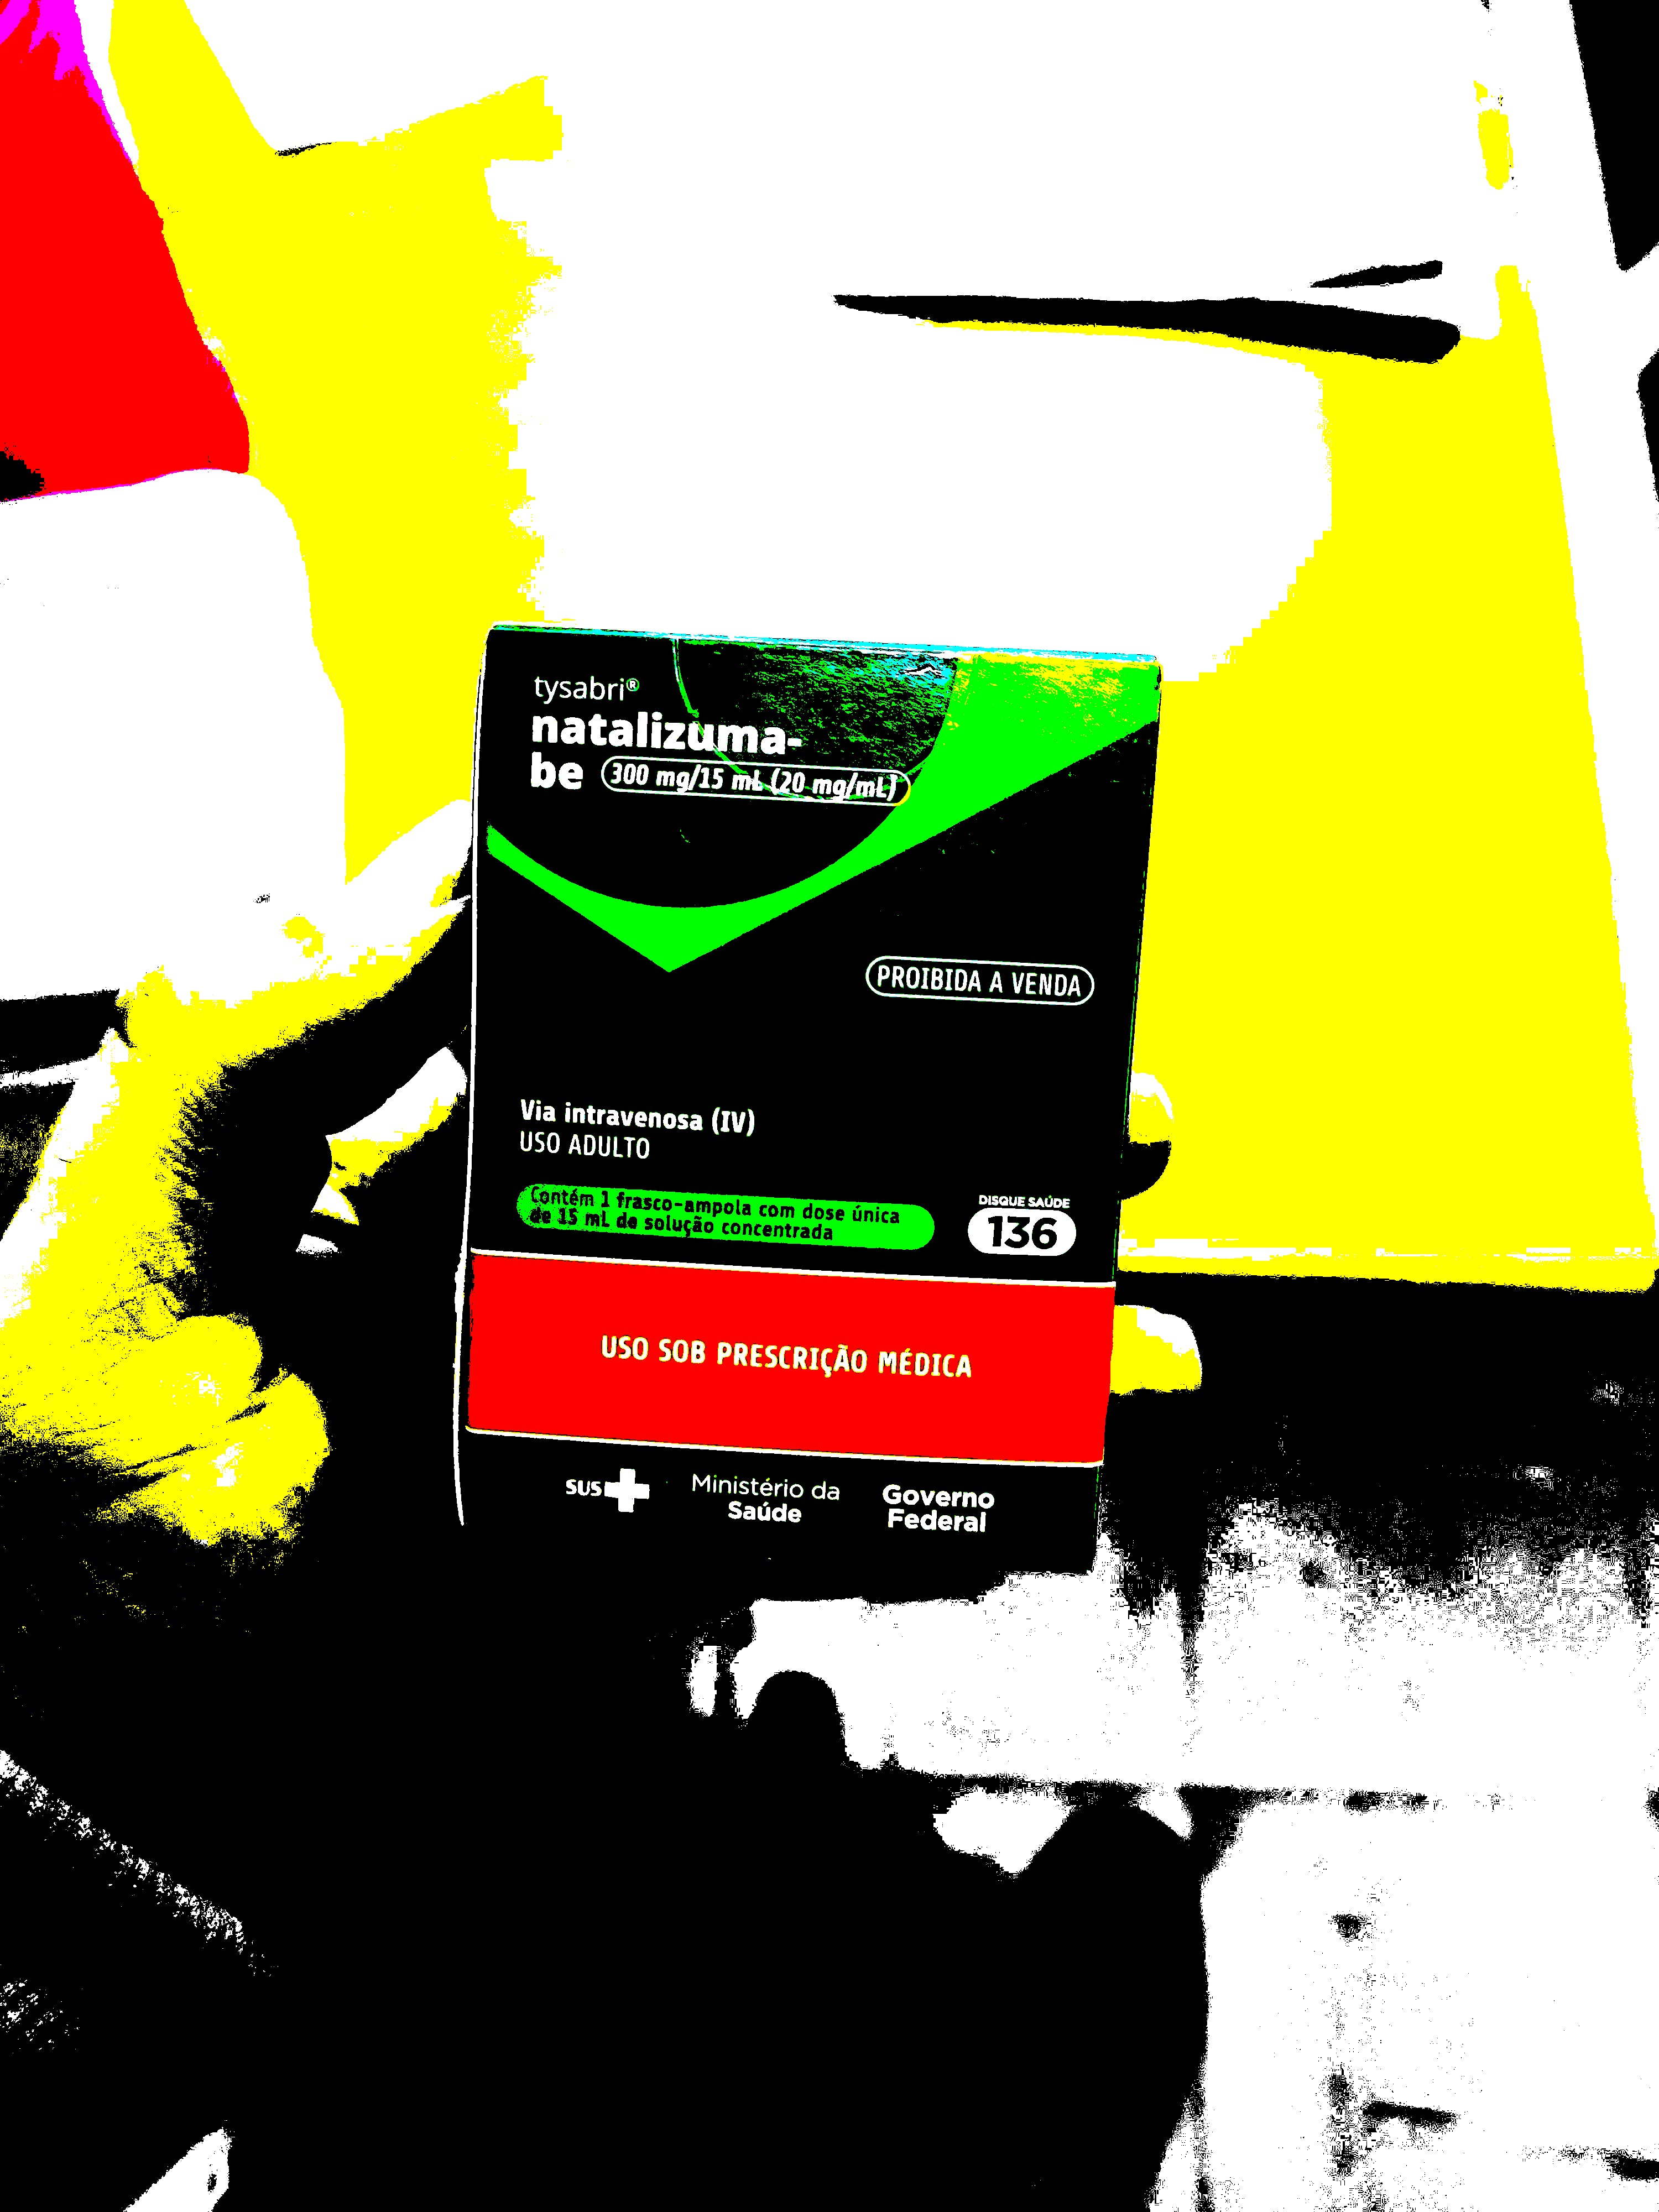 tysabri®
natalizuma-
be 300 mg/15 mL (20 mg/mL)
PROIBIDA A VENDA
Via intravenosa (IV)
USO ADULTO
Contém 1 frasco-ampola com dose única
de 15 mL de solução concentrada
DISQUE SAÚDE
136
USO SOB PRESCRIÇÃO MÉDICA
SUS
Ministério da
Saúde
Governo
Federal